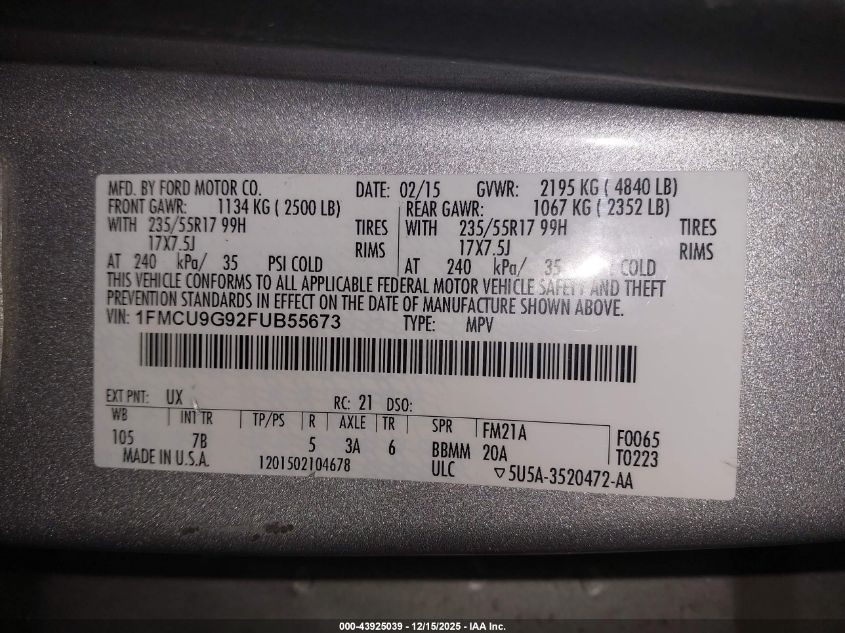 MFD. BY FORD MOTOR CO. DATE: 02/15 GVWR: 2195 KG ( 4840 LB)
FRONT GAWR: 1134 KG ( 2500 LB) REAR GAWR: 1067 KG ( 2352 LB)
WITH 235/55R17 99H TIRES WITH 235/55R17 99H TIRES
17X7.5J RIMS 17X7.5J RIMS
AT 240 kPa/ 35 PSI COLD AT 240 kPa/ 35 COLD
THIS VEHICLE CONFORMS TO ALL APPLICABLE FEDERAL MOTOR VEHICLE SAFETY AND THEFT
PREVENTION STANDARDS IN EFFECT ON THE DATE OF MANUFACTURE SHOWN ABOVE.
VIN: 1FMCU9G92FUB55673 TYPE: MPV
EXT PNT: UX RC: 21 DSO:
WB INT TR TP/PS R AXLE TR SPR FM21A F0065
105 7B 5 3A 6 BBMM 20A T0223
MADE IN U.S.A. 1201502104678 ULC ▽5U5A-3520472-AA
000-43925039 - 12/15/2025 - IAA Inc.